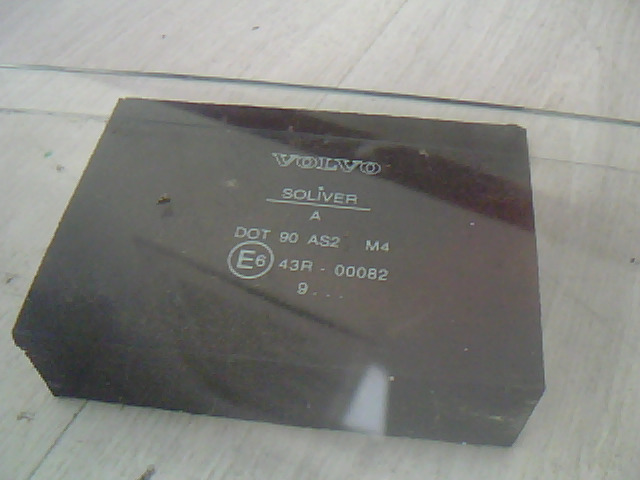 VOLVO
SOLiVER
A
DOT 90 AS2 M4
E6 43R - 00082
9....